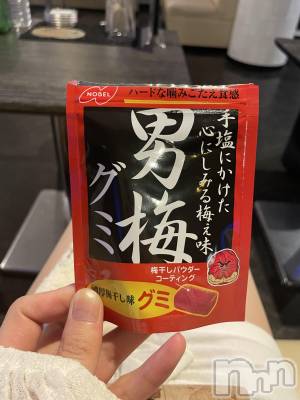 NOBEL
ハードな噛みごたえ食感
手塩にかけた
心にしみる梅ぇ味
男梅
グミ
梅干しパウダー
コーティング
濃厚梅干し味
グミ
nnn